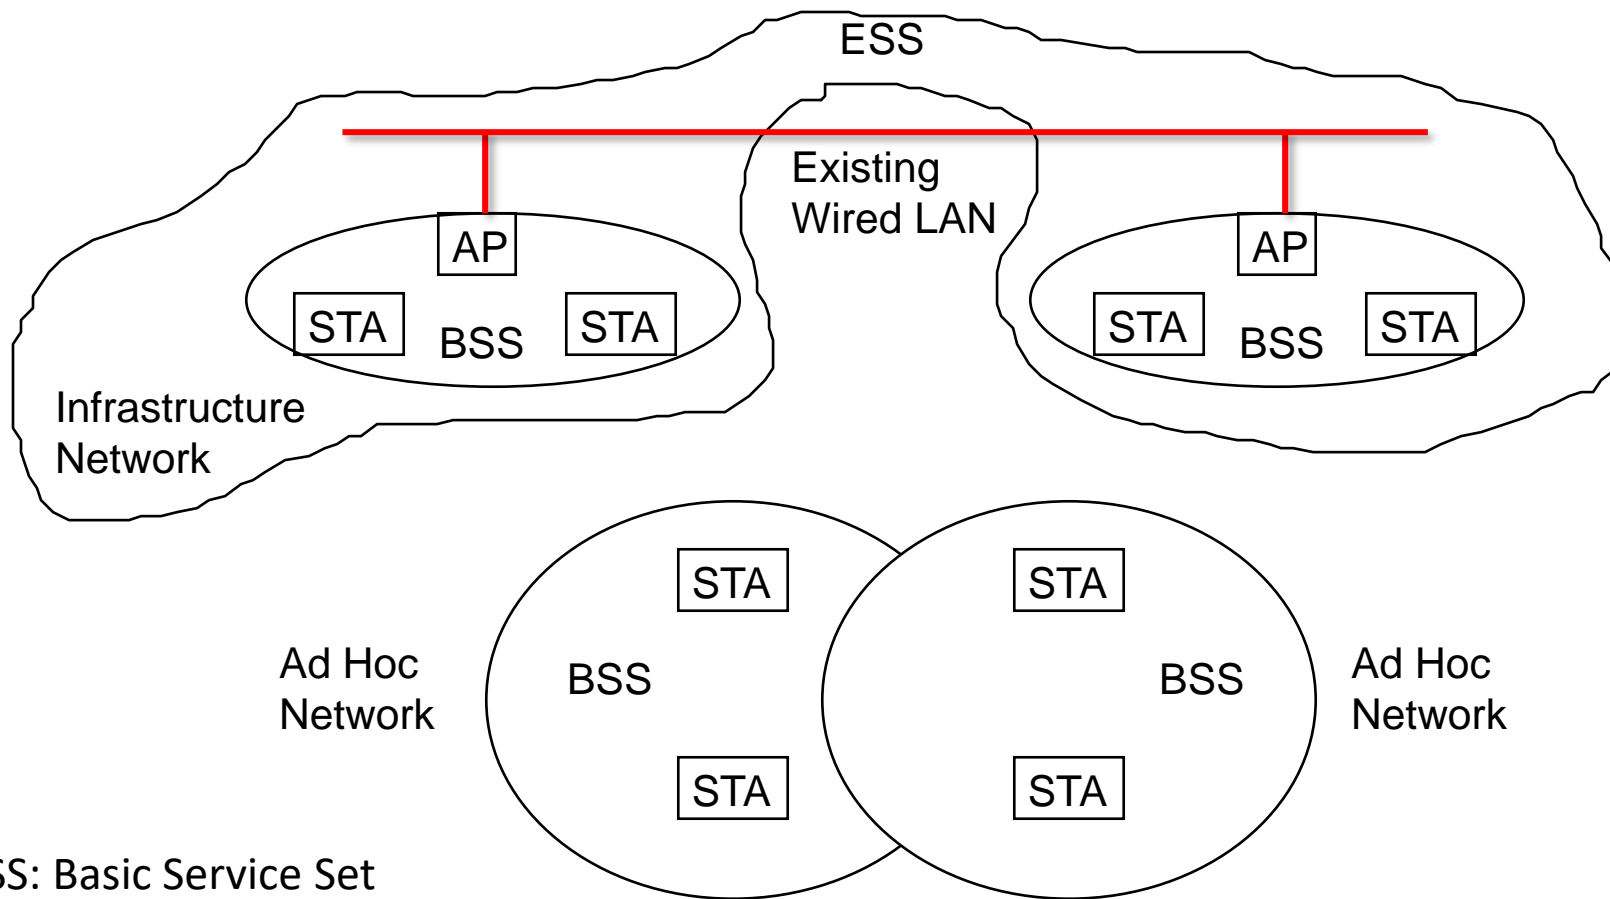 ESS
Existing
Wired LAN
AP
AP
STA
BSS
STA
STA
BSS
STA
Infrastructure
Network
STA
STA
Ad Hoc
Network
BSS
BSS
Ad Hoc
Network
STA
STA
SS: Basic Service Set